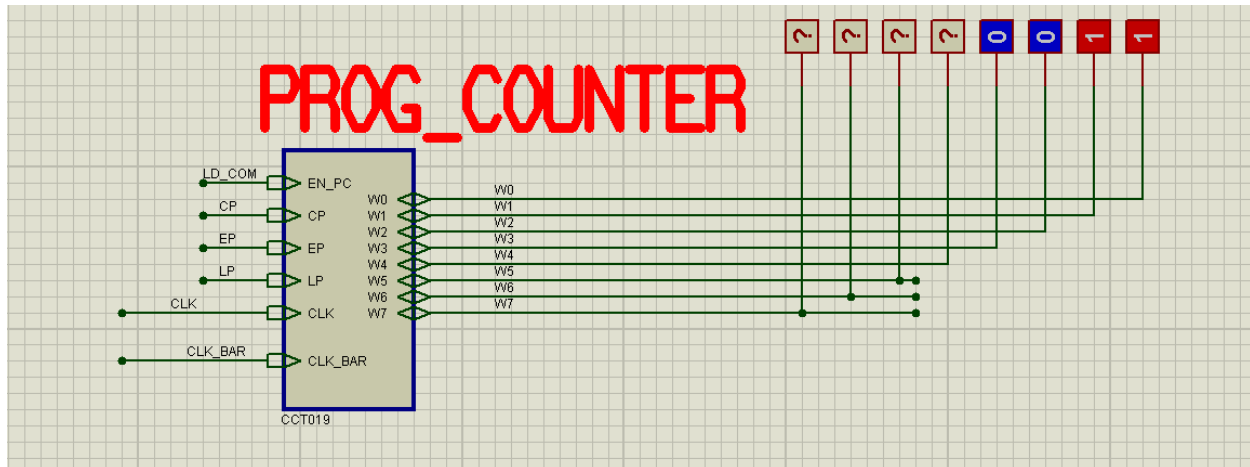 ? ? ? ? 0 0 1 1
PROG_COUNTER
LD_COM
EN_PC
W0
W0
CP
CP
W1
W1
W2
W2
EP
EP
W3
W3
W4
W4
LP
LP
W5
W5
W6
W6
CLK
CLK
W7
W7
CLK_BAR
CLK_BAR
CCT019